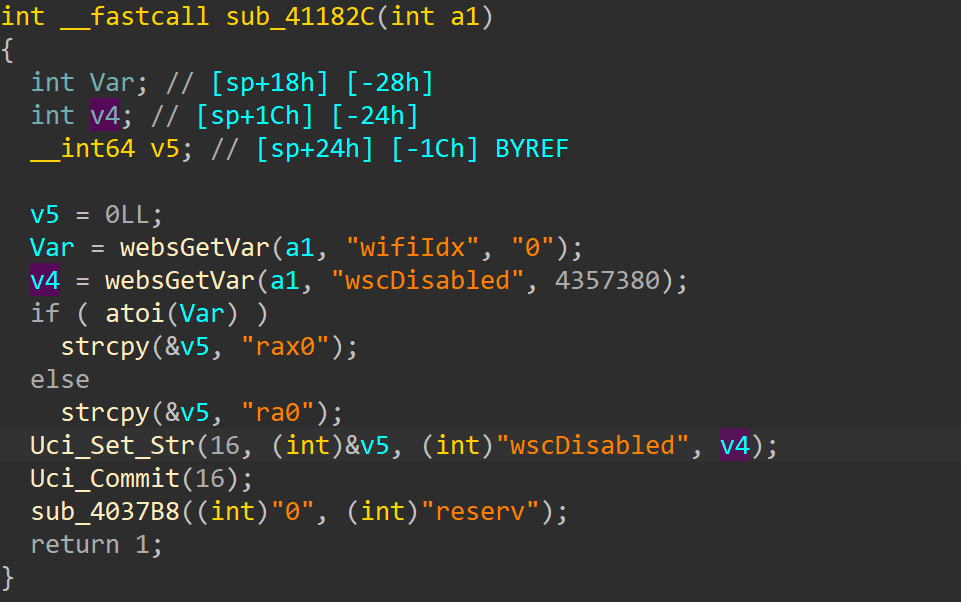 int __fastcall sub_41182C(int a1)
{
  int Var; // [sp+18h] [-28h]
  int v4; // [sp+1Ch] [-24h]
  __int64 v5; // [sp+24h] [-1Ch] BYREF

  v5 = 0LL;
  Var = websGetVar(a1, "wifiIdx", "0");
  v4 = websGetVar(a1, "wscDisabled", 4357380);
  if ( atoi(Var) )
    strcpy(&v5, "rax0");
  else
    strcpy(&v5, "ra0");
  Uci_Set_Str(16, (int)&v5, (int)"wscDisabled", v4);
  Uci_Commit(16);
  sub_4037B8((int)"0", (int)"reserv");
  return 1;
}